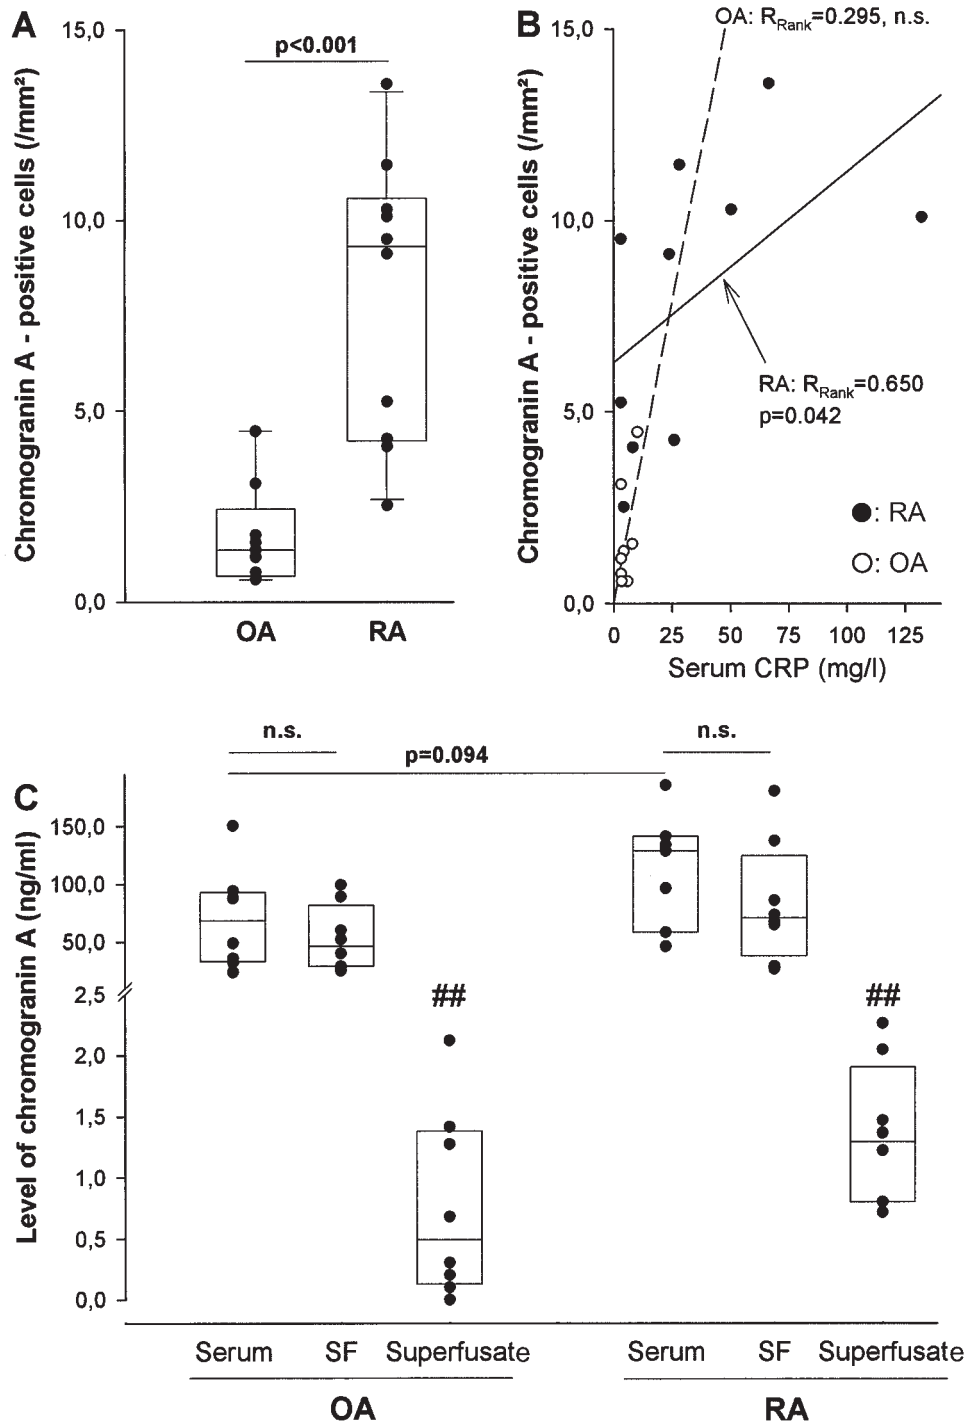 A
15,0
10,0
5,0
0,0
Chromogranin A - positive cells (/mm²)
p<0.001
OA
RA
B
OA: RRank=0.295, n.s.
15,0
10,0
5,0
0,0
Chromogranin A - positive cells (/mm²)
RA: RRank=0.650
p=0.042
●: RA
○: OA
0 25 50 75 100 125
Serum CRP (mg/l)
C
n.s.
p=0.094
n.s.
Level of chromogranin A (ng/ml)
150,0
100,0
50,0
2,5
2,0
1,5
1,0
0,5
0,0
##
##
Serum SF Superfusate Serum SF Superfusate
OA RA